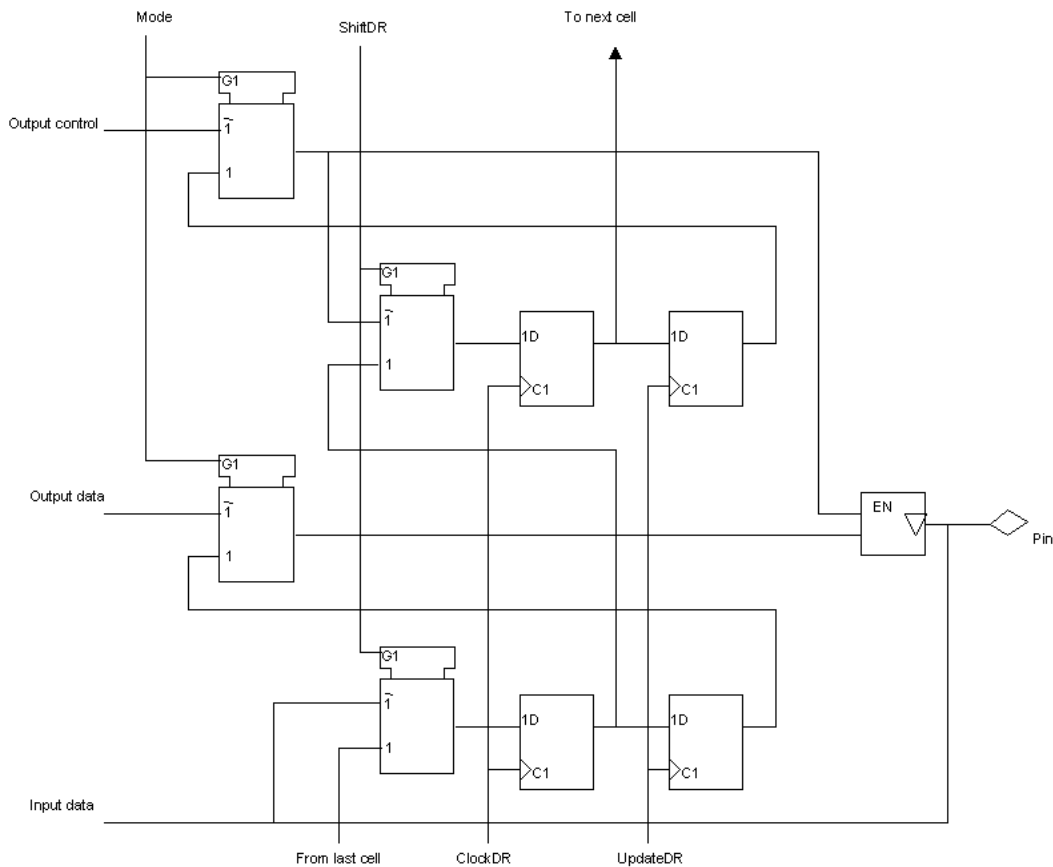 Mode
ShiftDR
To next cell
G1
Output control
1̃
1
G1
1̃
1
1D
C1
1D
C1
G1
Output data
1̃
1
EN
Pin
G1
1̃
1
1D
C1
1D
C1
Input data
From last cell
ClockDR
UpdateDR